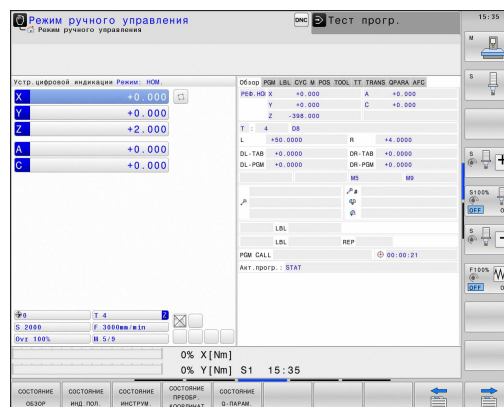 Режим ручного управления
Режим ручного управления
DNC
Тест прогр.
15:35
M
Устр.цифровой индикации Режим: НОМ.
X +0.000
Y +0.000
Z +2.000
A +0.000
C +0.000
Обзор PGM LBL CYC M POS TOOL TT TRANS QPARA AFC
+0.000 A +0.000
Y +0.000 C +0.000
Z -398.000
T : 4 D8
L +50.0000 R +4.0000
DL-TAB +0.0000 DR-TAB +0.0000
DL-PGM +0.0000 DR-PGM +0.0000
M5 M9
LBL
LBL REP
PGM CALL 00:00:21
Акт.прогр.: STAT
0 T 4 Z
S 2000 F 3000mm/min
Ovr 100% M 5/9
0% X[Nm]
0% Y[Nm] S1 15:35
S
S
S100%
OFF
S
F100% W
OFF
СОСТОЯНИЕ ОБЗОР
СОСТОЯНИЕ ИНД. ПОЛ.
СОСТОЯНИЕ ИНСТРУМ.
СОСТОЯНИЕ ПРЕОБР. КООРДИНАТ
СОСТОЯНИЕ Q-ПАРАМ.